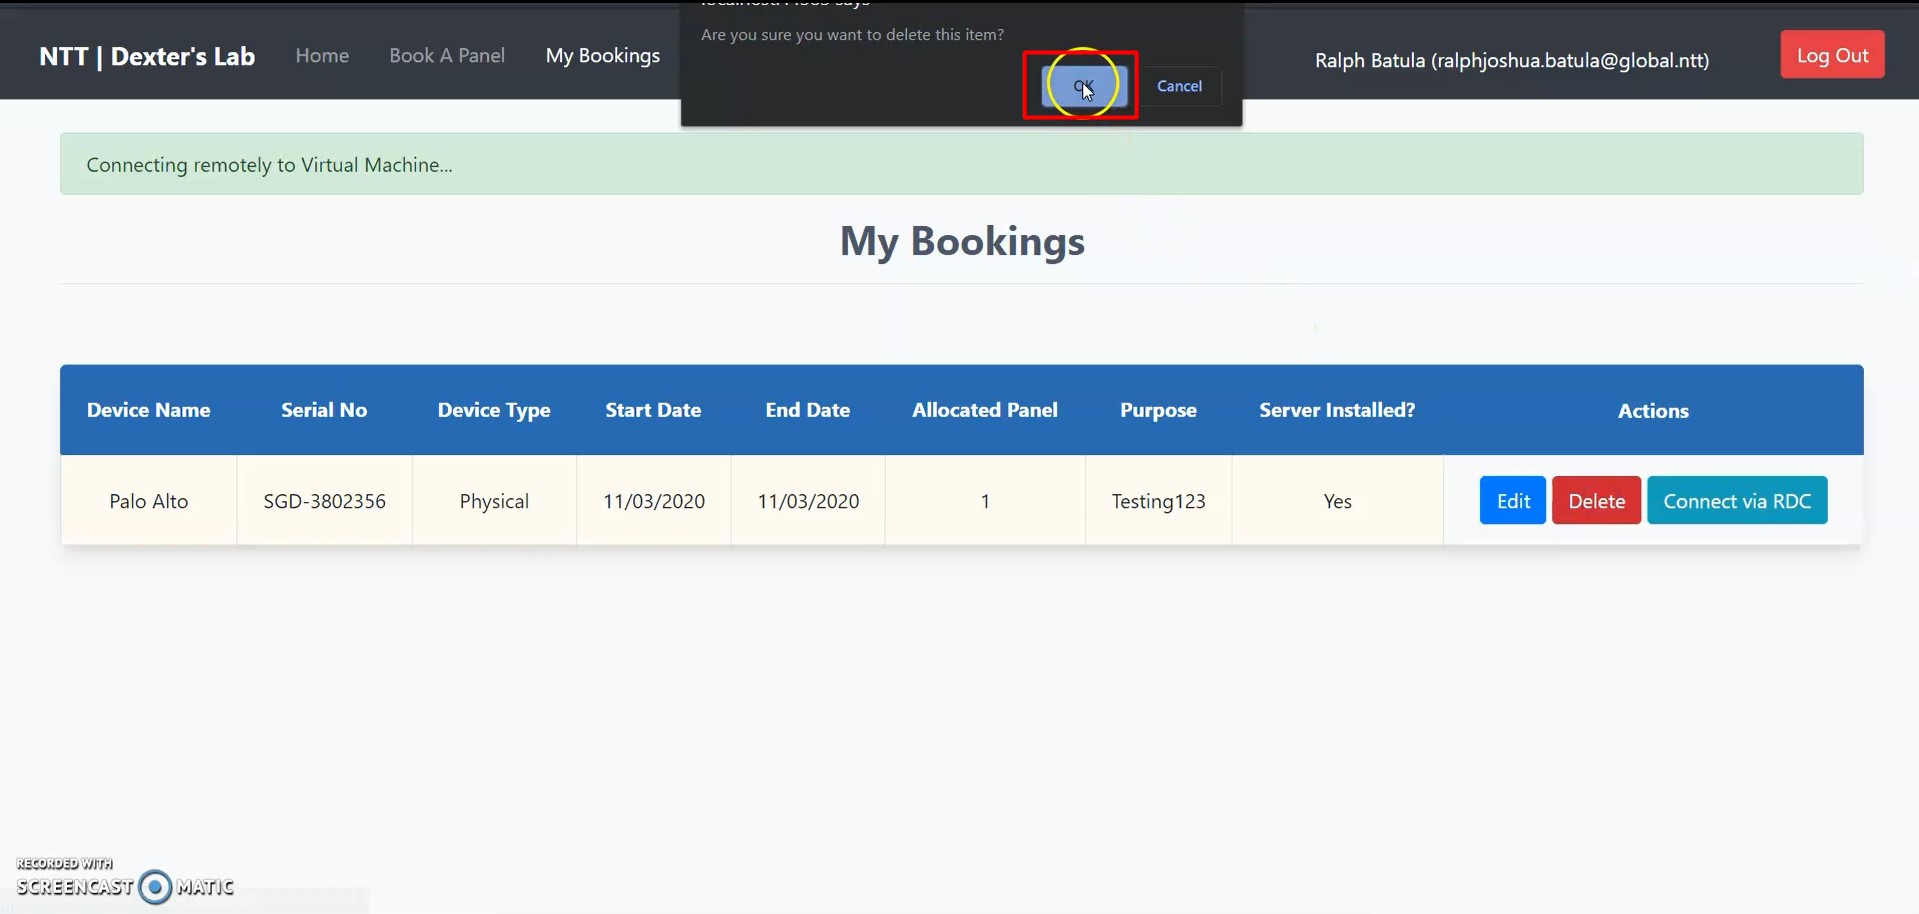 Are you sure you want to delete this item?
OK
Cancel
NTT | Dexter's Lab
Home
Book A Panel
My Bookings
Ralph Batula (ralphjoshua.batula@global.ntt)
Log Out
Connecting remotely to Virtual Machine...
My Bookings
Device Name Serial No Device Type Start Date End Date Allocated Panel Purpose Server Installed? Actions
Palo Alto SGD-3802356 Physical 11/03/2020 11/03/2020 1 Testing123 Yes Edit Delete Connect via RDC
RECORDED WITH
SCREENCAST MATIC